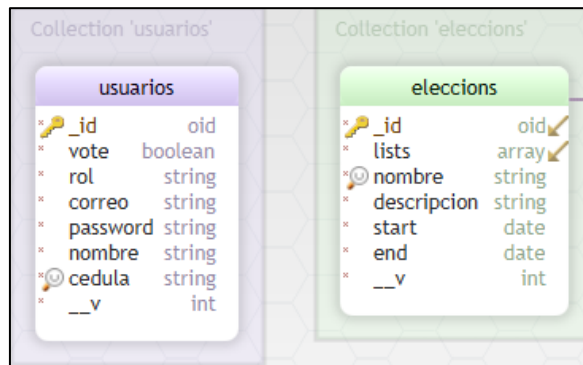 Collection 'usuarios'
usuarios
_id oid
vote boolean
rol string
correo string
password string
nombre string
cedula string
__v int
Collection 'eleccions'
eleccions
_id oid
lists array
nombre string
descripcion string
start date
end date
__v int